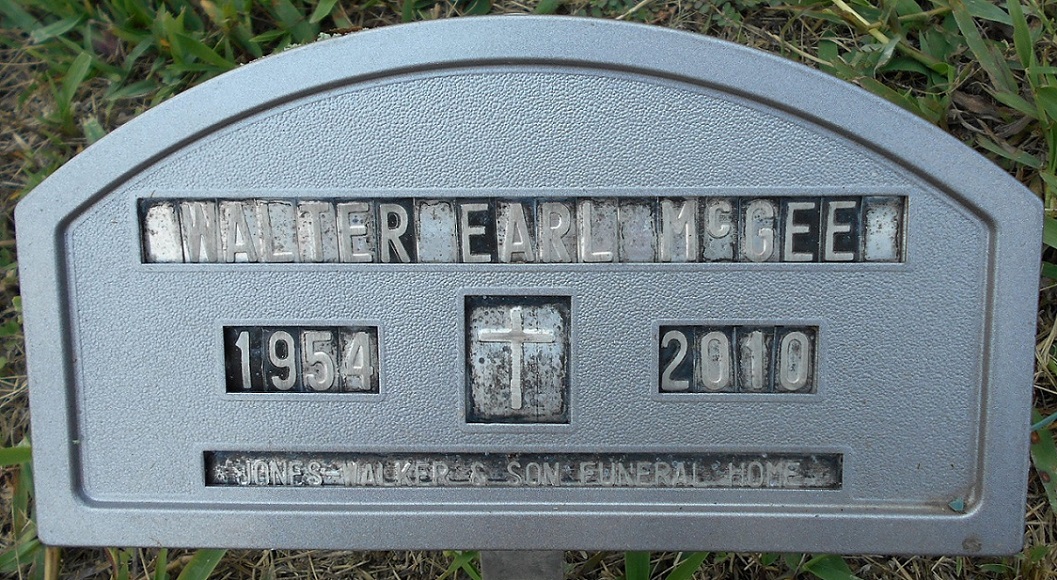 WALTER EARL McGEE
1954 2010
JONES-WALKER & SON FUNERAL HOME